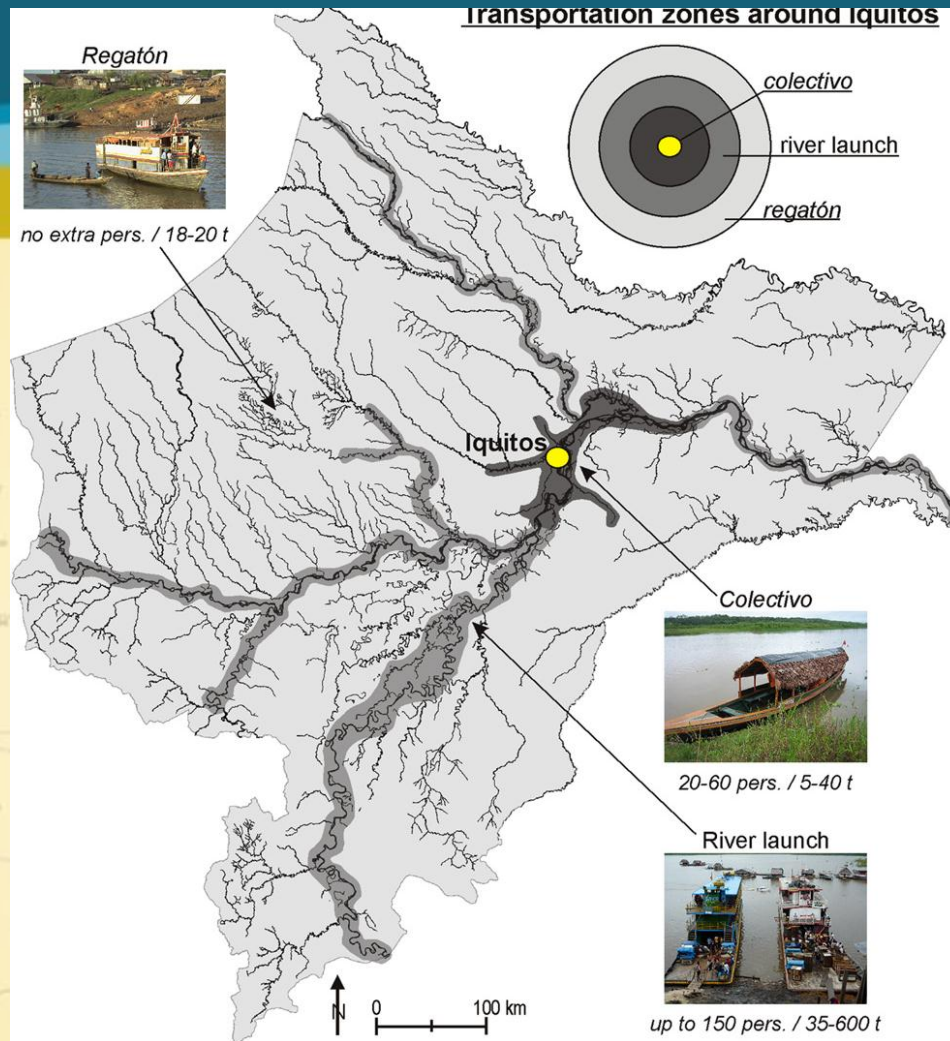 Transportation zones around Iquitos
Regatón
no extra pers. / 18-20 t
colectivo
river launch
regatón
Iquitos
Colectivo
20-60 pers. / 5-40 t
River launch
up to 150 pers. / 35-600 t
N
0 100 km